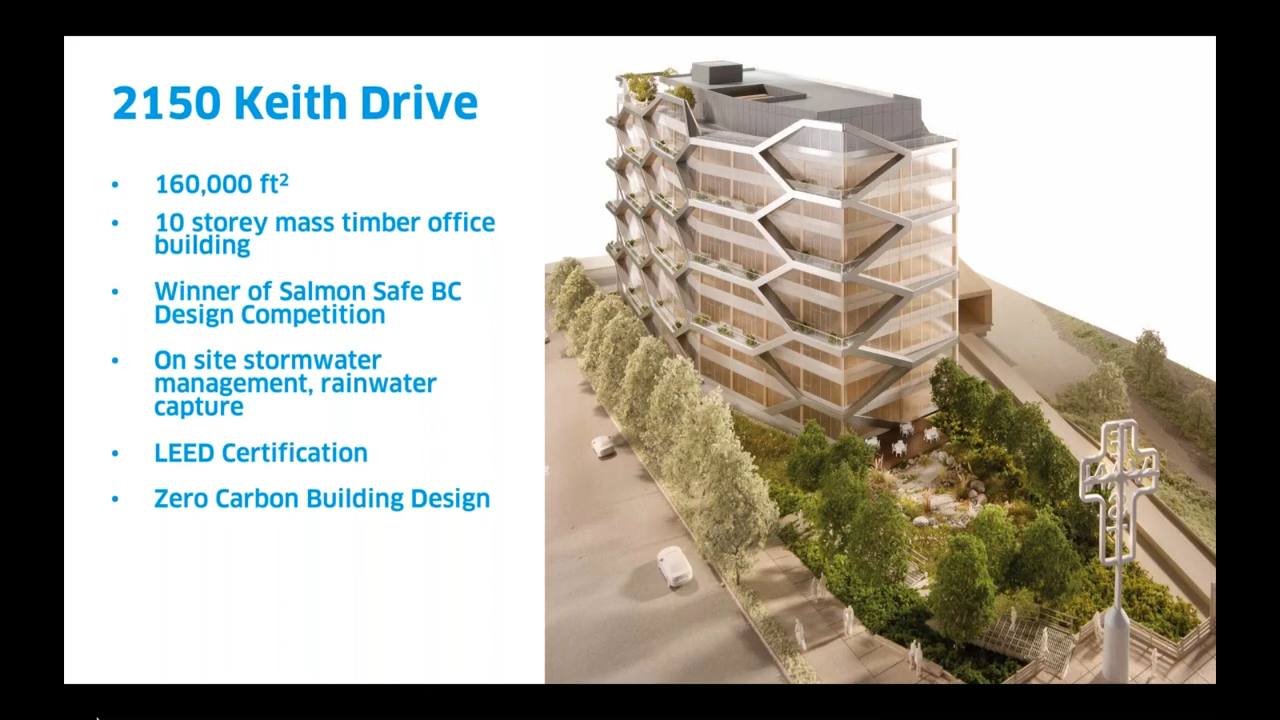 2150 Keith Drive
• 160,000 ft²
• 10 storey mass timber office
building
• Winner of Salmon Safe BC
Design Competition
• On site stormwater
management, rainwater
capture
• LEED Certification
• Zero Carbon Building Design